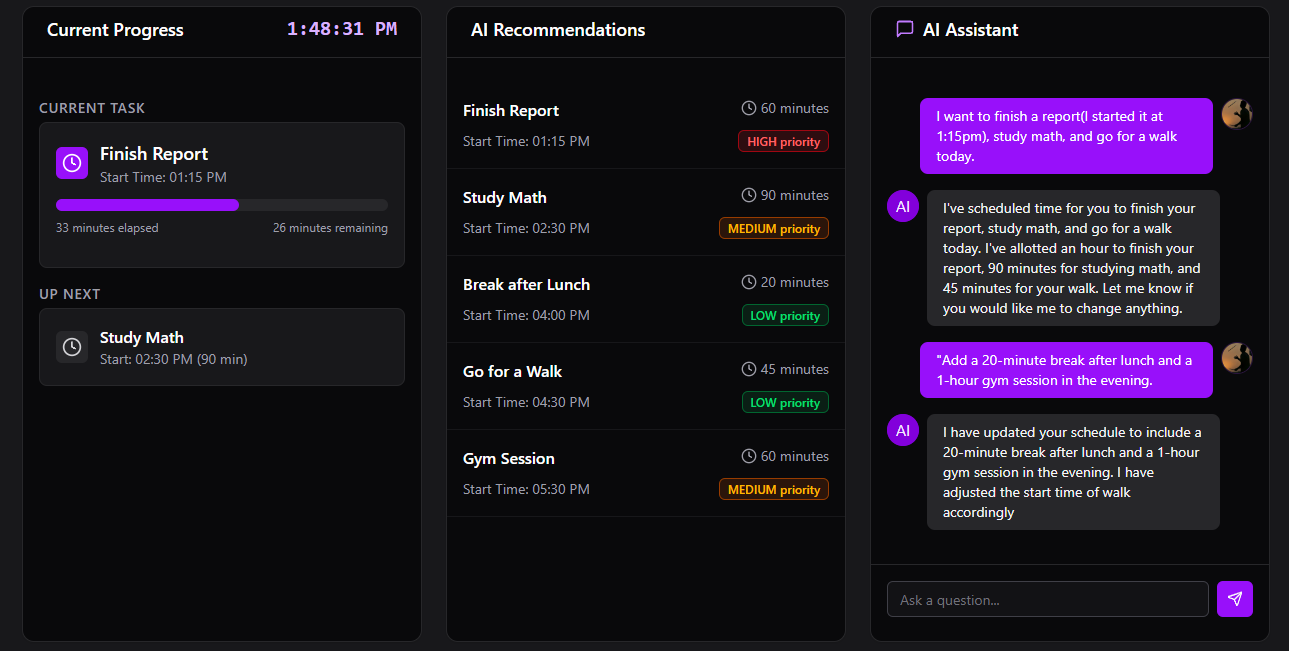 Current Progress
1:48:31 PM
CURRENT TASK
Finish Report
Start Time: 01:15 PM
33 minutes elapsed
26 minutes remaining
UP NEXT
Study Math
Start: 02:30 PM (90 min)
AI Recommendations
Finish Report
60 minutes
Start Time: 01:15 PM
HIGH priority
Study Math
90 minutes
Start Time: 02:30 PM
MEDIUM priority
Break after Lunch
20 minutes
Start Time: 04:00 PM
LOW priority
Go for a Walk
45 minutes
Start Time: 04:30 PM
LOW priority
Gym Session
60 minutes
Start Time: 05:30 PM
MEDIUM priority
AI Assistant
I want to finish a report(I started it at
1:15pm), study math, and go for a walk
today.
AI
I've scheduled time for you to finish your
report, study math, and go for a walk
today. I've allotted an hour to finish your
report, 90 minutes for studying math, and
45 minutes for your walk. Let me know if
you would like me to change anything.
"Add a 20-minute break after lunch and a
1-hour gym session in the evening.
AI
I have updated your schedule to include a
20-minute break after lunch and a 1-hour
gym session in the evening. I have
adjusted the start time of walk
accordingly
Ask a question...